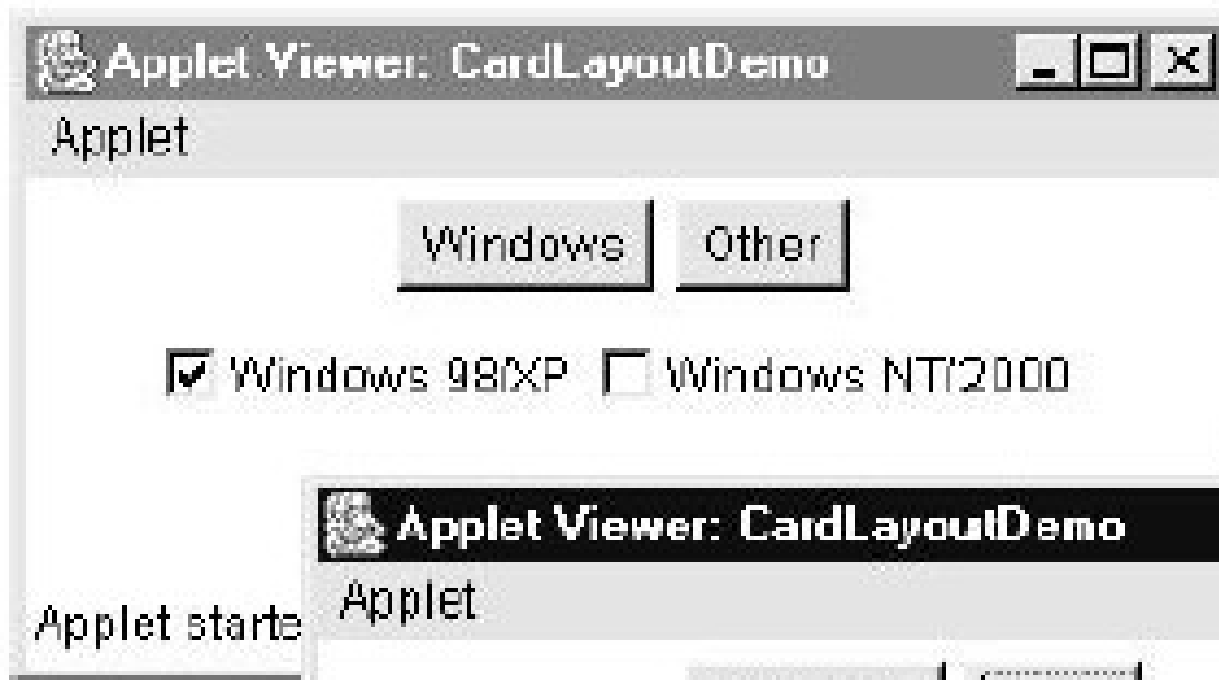 Applet Viewer: CardLayoutDemo
Applet
Windows Other
Windows 98/XP Windows NT/2000
Applet Viewer: CardLayoutDemo
Applet
Applet starte